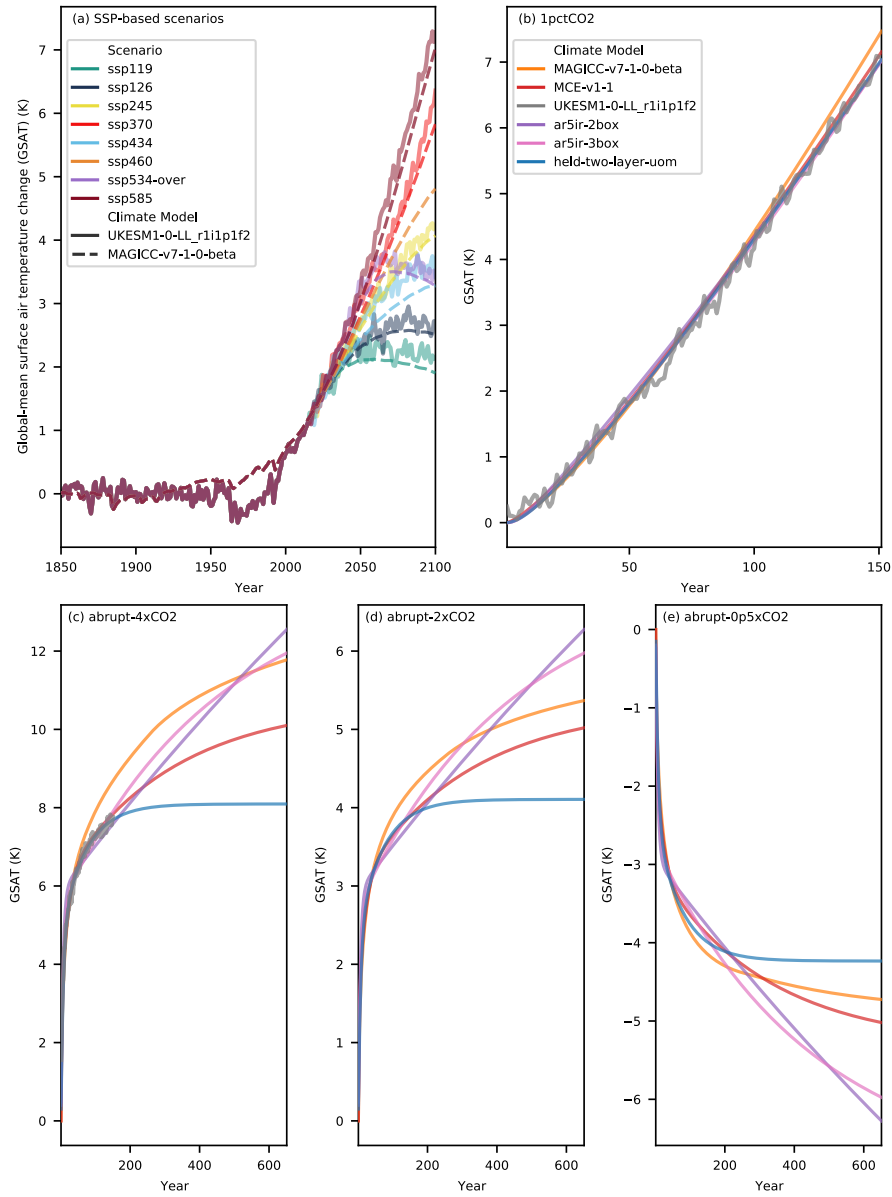 (a) SSP-based scenarios
Global-mean surface air temperature change (GSAT) (K)
7
6
5
4
3
2
1
0
Scenario
ssp119
ssp126
ssp245
ssp370
ssp434
ssp460
ssp534-over
ssp585
Climate Model
UKESM1-0-LL_r1i1p1f2
MAGICC-v7-1-0-beta
1850 1900 1950 2000 2050 2100
Year
(b) 1pctCO2
GSAT (K)
7
6
5
4
3
2
1
0
Climate Model
MAGICC-v7-1-0-beta
MCE-v1-1
UKESM1-0-LL_r1i1p1f2
ar5ir-2box
ar5ir-3box
held-two-layer-uom
50 100 150
Year
(c) abrupt-4xCO2
GSAT (K)
12
10
8
6
4
2
0
200 400 600
Year
(d) abrupt-2xCO2
GSAT (K)
6
5
4
3
2
1
0
200 400 600
Year
(e) abrupt-0p5xCO2
GSAT (K)
0
−1
−2
−3
−4
−5
−6
200 400 600
Year